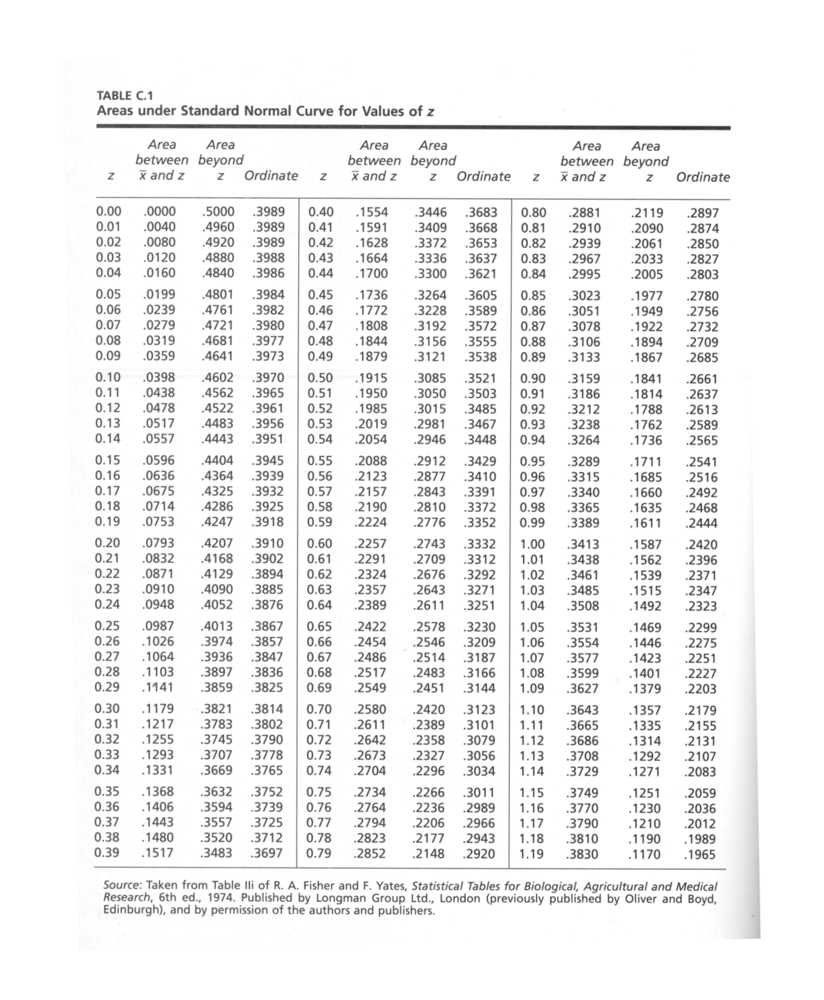 TABLE C.1
Areas under Standard Normal Curve for Values of z
Area Area Area Area Area Area
between beyond between beyond between beyond
z x̄ and z z Ordinate z x̄ and z z Ordinate z x̄ and z z Ordinate
0.00 .0000 .5000 .3989 0.40 .1554 .3446 .3683 0.80 .2881 .2119 .2897
0.01 .0040 .4960 .3989 0.41 .1591 .3409 .3668 0.81 .2910 .2090 .2874
0.02 .0080 .4920 .3989 0.42 .1628 .3372 .3653 0.82 .2939 .2061 .2850
0.03 .0120 .4880 .3988 0.43 .1664 .3336 .3637 0.83 .2967 .2033 .2827
0.04 .0160 .4840 .3986 0.44 .1700 .3300 .3621 0.84 .2995 .2005 .2803
0.05 .0199 .4801 .3984 0.45 .1736 .3264 .3605 0.85 .3023 .1977 .2780
0.06 .0239 .4761 .3982 0.46 .1772 .3228 .3589 0.86 .3051 .1949 .2756
0.07 .0279 .4721 .3980 0.47 .1808 .3192 .3572 0.87 .3078 .1922 .2732
0.08 .0319 .4681 .3977 0.48 .1844 .3156 .3555 0.88 .3106 .1894 .2709
0.09 .0359 .4641 .3973 0.49 .1879 .3121 .3538 0.89 .3133 .1867 .2685
0.10 .0398 .4602 .3970 0.50 .1915 .3085 .3521 0.90 .3159 .1841 .2661
0.11 .0438 .4562 .3965 0.51 .1950 .3050 .3503 0.91 .3186 .1814 .2637
0.12 .0478 .4522 .3961 0.52 .1985 .3015 .3485 0.92 .3212 .1788 .2613
0.13 .0517 .4483 .3956 0.53 .2019 .2981 .3467 0.93 .3238 .1762 .2589
0.14 .0557 .4443 .3951 0.54 .2054 .2946 .3448 0.94 .3264 .1736 .2565
0.15 .0596 .4404 .3945 0.55 .2088 .2912 .3429 0.95 .3289 .1711 .2541
0.16 .0636 .4364 .3939 0.56 .2123 .2877 .3410 0.96 .3315 .1685 .2516
0.17 .0675 .4325 .3932 0.57 .2157 .2843 .3391 0.97 .3340 .1660 .2492
0.18 .0714 .4286 .3925 0.58 .2190 .2810 .3372 0.98 .3365 .1635 .2468
0.19 .0753 .4247 .3918 0.59 .2224 .2776 .3352 0.99 .3389 .1611 .2444
0.20 .0793 .4207 .3910 0.60 .2257 .2743 .3332 1.00 .3413 .1587 .2420
0.21 .0832 .4168 .3902 0.61 .2291 .2709 .3312 1.01 .3438 .1562 .2396
0.22 .0871 .4129 .3894 0.62 .2324 .2676 .3292 1.02 .3461 .1539 .2371
0.23 .0910 .4090 .3885 0.63 .2357 .2643 .3271 1.03 .3485 .1515 .2347
0.24 .0948 .4052 .3876 0.64 .2389 .2611 .3251 1.04 .3508 .1492 .2323
0.25 .0987 .4013 .3867 0.65 .2422 .2578 .3230 1.05 .3531 .1469 .2299
0.26 .1026 .3974 .3857 0.66 .2454 .2546 .3209 1.06 .3554 .1446 .2275
0.27 .1064 .3936 .3847 0.67 .2486 .2514 .3187 1.07 .3577 .1423 .2251
0.28 .1103 .3897 .3836 0.68 .2517 .2483 .3166 1.08 .3599 .1401 .2227
0.29 .1141 .3859 .3825 0.69 .2549 .2451 .3144 1.09 .3627 .1379 .2203
0.30 .1179 .3821 .3814 0.70 .2580 .2420 .3123 1.10 .3643 .1357 .2179
0.31 .1217 .3783 .3802 0.71 .2611 .2389 .3101 1.11 .3665 .1335 .2155
0.32 .1255 .3745 .3790 0.72 .2642 .2358 .3079 1.12 .3686 .1314 .2131
0.33 .1293 .3707 .3778 0.73 .2673 .2327 .3056 1.13 .3708 .1292 .2107
0.34 .1331 .3669 .3765 0.74 .2704 .2296 .3034 1.14 .3729 .1271 .2083
0.35 .1368 .3632 .3752 0.75 .2734 .2266 .3011 1.15 .3749 .1251 .2059
0.36 .1406 .3594 .3739 0.76 .2764 .2236 .2989 1.16 .3770 .1230 .2036
0.37 .1443 .3557 .3725 0.77 .2794 .2206 .2966 1.17 .3790 .1210 .2012
0.38 .1480 .3520 .3712 0.78 .2823 .2177 .2943 1.18 .3810 .1190 .1989
0.39 .1517 .3483 .3697 0.79 .2852 .2148 .2920 1.19 .3830 .1170 .1965
Source: Taken from Table IIi of R. A. Fisher and F. Yates, Statistical Tables for Biological, Agricultural and Medical
Research, 6th ed., 1974. Published by Longman Group Ltd., London (previously published by Oliver and Boyd,
Edinburgh), and by permission of the authors and publishers.